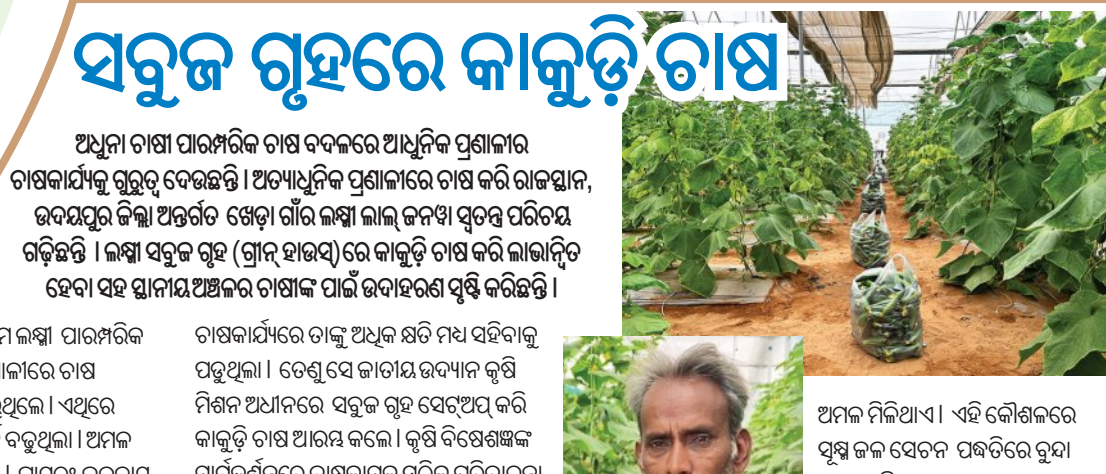 ସବୁଜ ଗୃହରେ କାକୁଡ଼ି ଚାଷ
ଅଧୁନା ଚାଷୀ ପାରମ୍ପରିକ ଚାଷ ବଦଳରେ ଆଧୁନିକ ପ୍ରଣାଳୀର
ଚାଷକାର୍ଯ୍ୟକୁ ଗୁରୁତ୍ୱ ଦେଉଛନ୍ତି । ଅତ୍ୟାଧୁନିକ ପ୍ରଣାଳୀରେ ଚାଷ କରି ରାଜସ୍ଥାନ,
ଉଦୟପୁର ଜିଲ୍ଲା ଅନ୍ତର୍ଗତ ଖେଡ଼ା ଗାଁର ଲକ୍ଷ୍ମୀ ଲାଲ୍ ଜନୱା ସ୍ୱତନ୍ତ୍ର ପରିଚୟ
ଗଢ଼ିଛନ୍ତି । ଲକ୍ଷ୍ମୀ ସବୁଜ ଗୃହ (ଗ୍ରୀନ୍ ହାଉସ୍)ରେ କାକୁଡ଼ି ଚାଷ କରି ଲାଭାନ୍ୱିତ
ହେବା ସହ ସ୍ଥାନୀୟ ଅଞ୍ଚଳର ଚାଷୀଙ୍କ ପାଇଁ ଉଦାହରଣ ସୃଷ୍ଟି କରିଛନ୍ତି ।
ଲକ୍ଷ୍ମୀ ପାରମ୍ପରିକ
ଚାଷ
ଏଥିରେ
ବଢୁଥିଲା । ଅମଳ
ଚାଷକାର୍ଯ୍ୟରେ ତାଙ୍କୁ ଅଧିକ କ୍ଷତି ମଧ୍ୟ ସହିବାକୁ
ପଡୁଥିଲା । ତେଣୁ ସେ ଜାତୀୟ ଉଦ୍ୟାନ କୃଷି
ମିଶନ ଅଧୀନରେ ସବୁଜ ଗୃହ ସେଟ୍ଅପ୍ କରି
କାକୁଡ଼ି ଚାଷ ଆରମ୍ଭ କଲେ । କୃଷି ବିଶେଷଜ୍ଞଙ୍କ
ଅମଳ ମିଳିଥାଏ । ଏହି କୌଶଳରେ
ସୂକ୍ଷ୍ମ ଜଳ ସେଚନ ପଦ୍ଧତିରେ ବୁନ୍ଦା